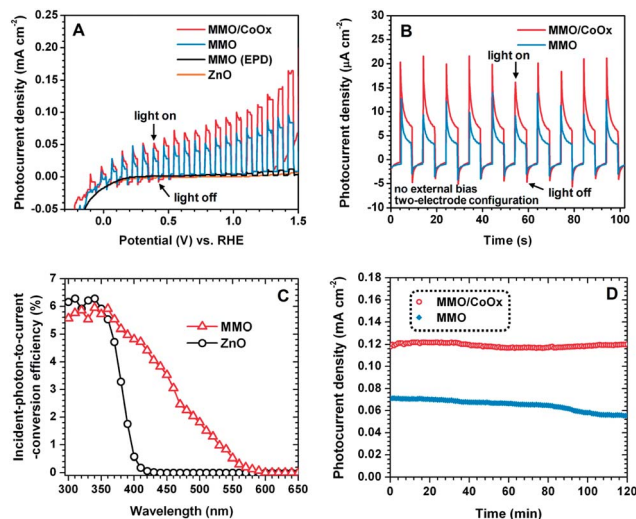 A
MMO/CoOx
MMO
MMO (EPD)
ZnO
light on
light off
Photocurrent density (mA cm-2)
0.20
0.15
0.10
0.05
0.00
-0.05
0.0
0.5
1.0
1.5
Potential (V) vs. RHE
B
MMO/CoOx
MMO
light on
light off
no external bias
two-electrode configuration
Photocurrent density (μA cm-2)
35
30
25
20
15
10
5
0
-5
-10
0
20
40
60
80
100
Time (s)
C
MMO
ZnO
Incident-photon-to-current
-conversion efficiency (%)
7
6
5
4
3
2
1
0
300
350
400
450
500
550
600
650
Wavelength (nm)
D
MMO/CoOx
MMO
Photocurrent density (mA cm-2)
0.18
0.16
0.14
0.12
0.10
0.08
0.06
0.04
0.02
0.00
0
20
40
60
80
100
120
Time (min)